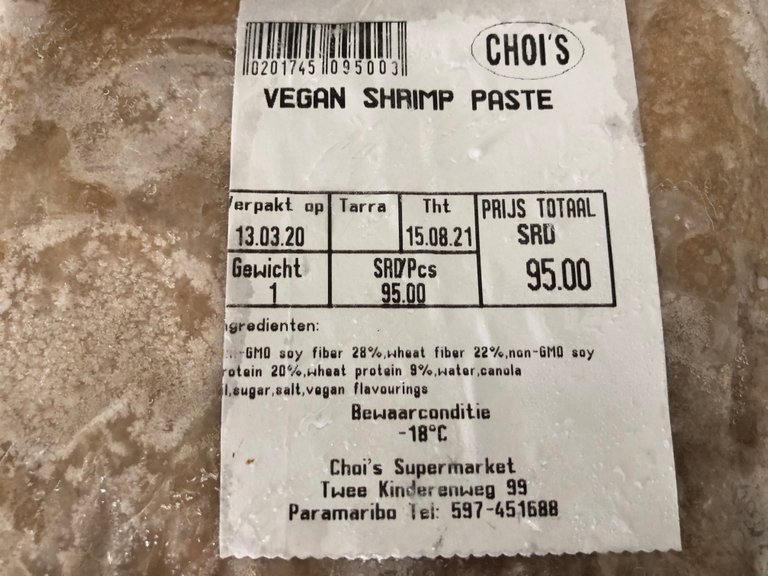 0201745 095003
CHOI'S
VEGAN SHRIMP PASTE
erpakt op Tarra Tht PRIJS TOTAAL
13.03.20 15.08.21 SRD
Gewicht SRD/Pcs 95.00
1 95.00
gredienten:
-GMO soy fiber 28%,wheat fiber 22%,non-GMO soy
rotein 20%,wheat protein 9%,water,canola
l,sugar,salt,vegan flavourings
Bewaarconditie
-18°C
Choi's Supermarket
Twee Kinderenweg 99
Paramaribo Tel: 597-451688